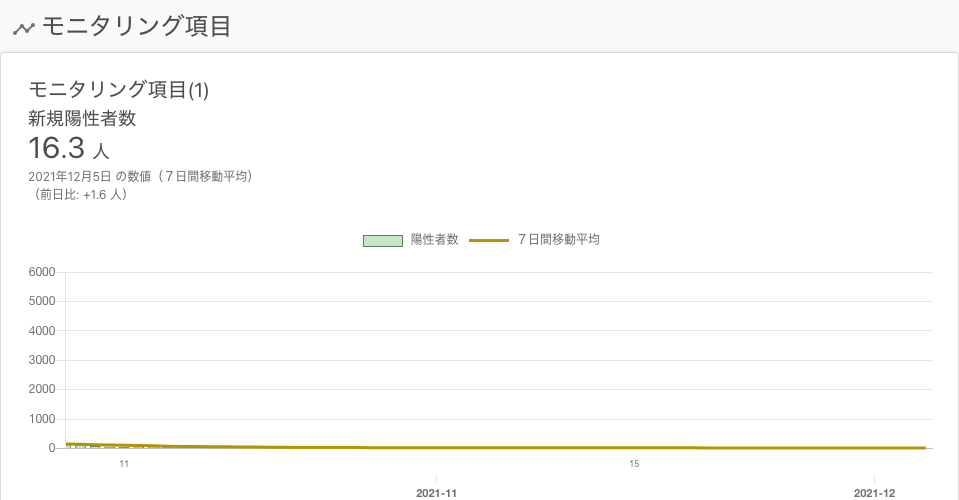 モニタリング項目
モニタリング項目(1)
新規陽性者数
16.3 人
2021年12月5日 の数値（７日間移動平均）
（前日比: +1.6 人）
陽性者数 ７日間移動平均
6000
5000
4000
3000
2000
1000
0
11 15
2021-11 2021-12